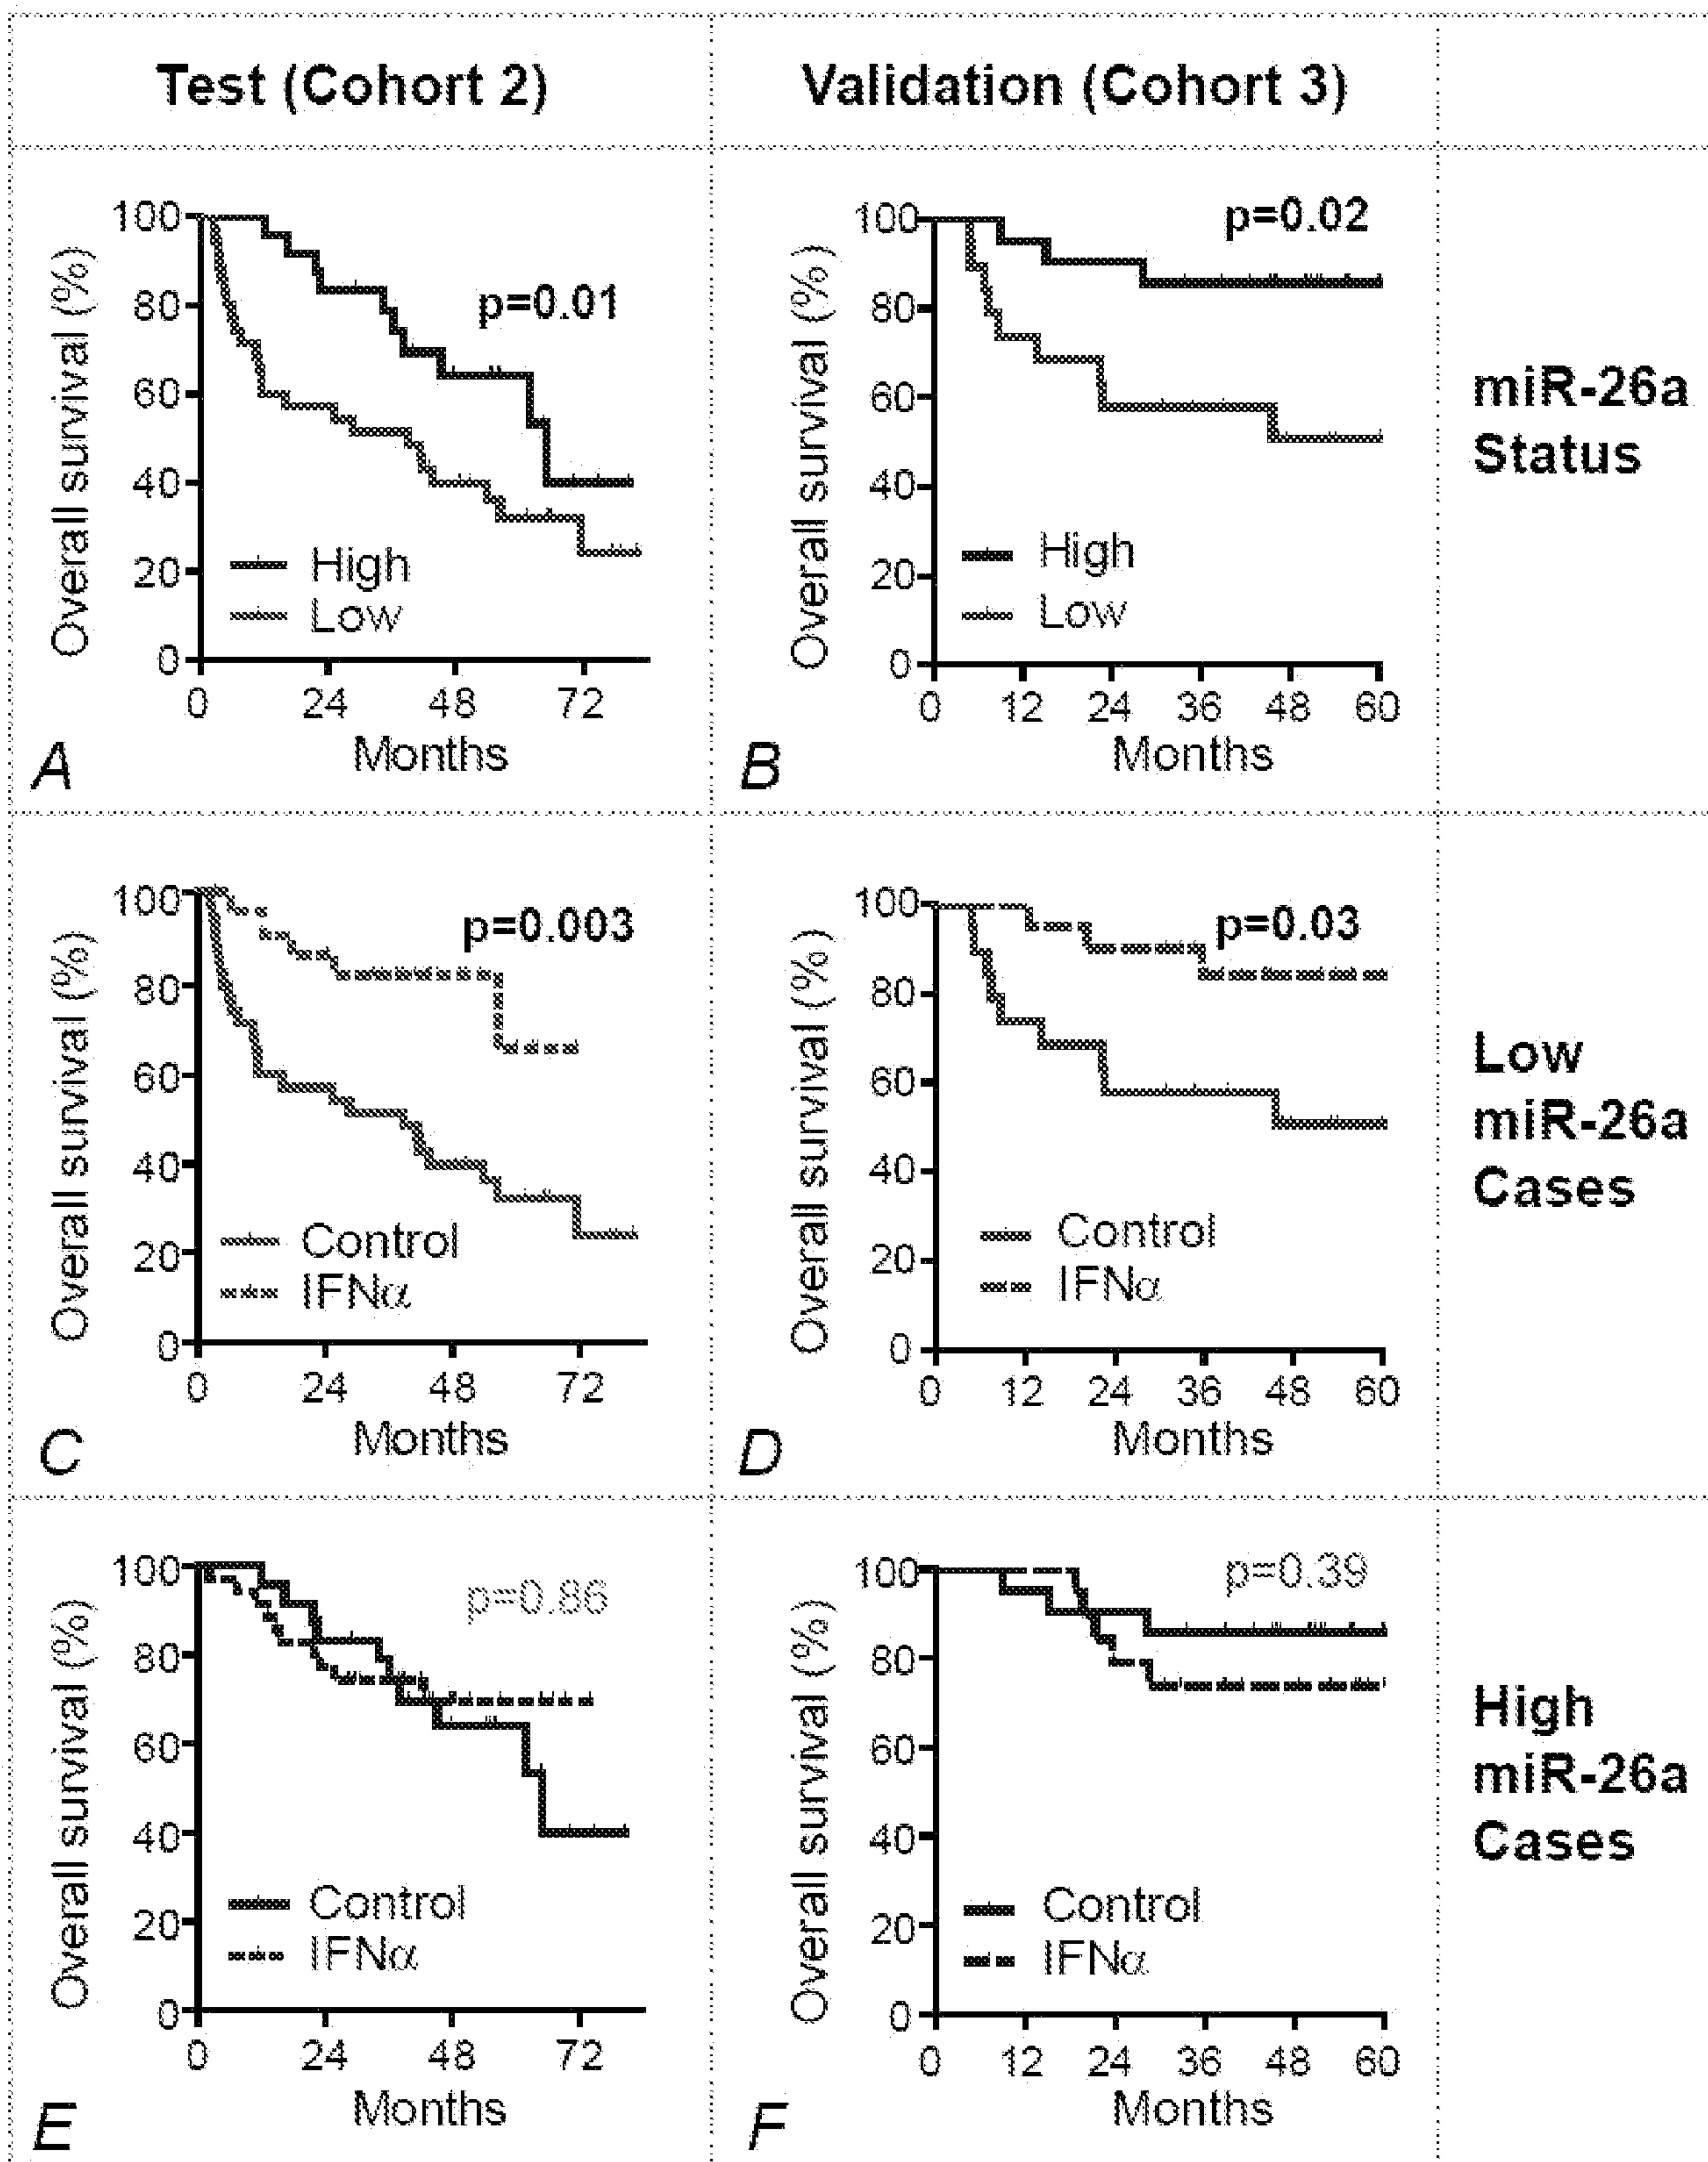 Test (Cohort 2)
Validation (Cohort 3)
Overall survival (%)
100
80
60
40
20
0
p=0.01
High
Low
0 24 48 72
Months
A
Overall survival (%)
100
80
60
40
20
0
p=0.02
High
Low
0 12 24 36 48 60
Months
B
miR-26a
Status
Overall survival (%)
100
80
60
40
20
0
p=0.003
Control
IFNα
0 24 48 72
Months
C
Overall survival (%)
100
80
60
40
20
0
p=0.03
Control
IFNα
0 12 24 36 48 60
Months
D
Low
miR-26a
Cases
Overall survival (%)
100
80
60
40
20
0
p=0.86
Control
IFNα
0 24 48 72
Months
E
Overall survival (%)
100
80
60
40
20
0
p=0.39
Control
IFNα
0 12 24 36 48 60
Months
F
High
miR-26a
Cases